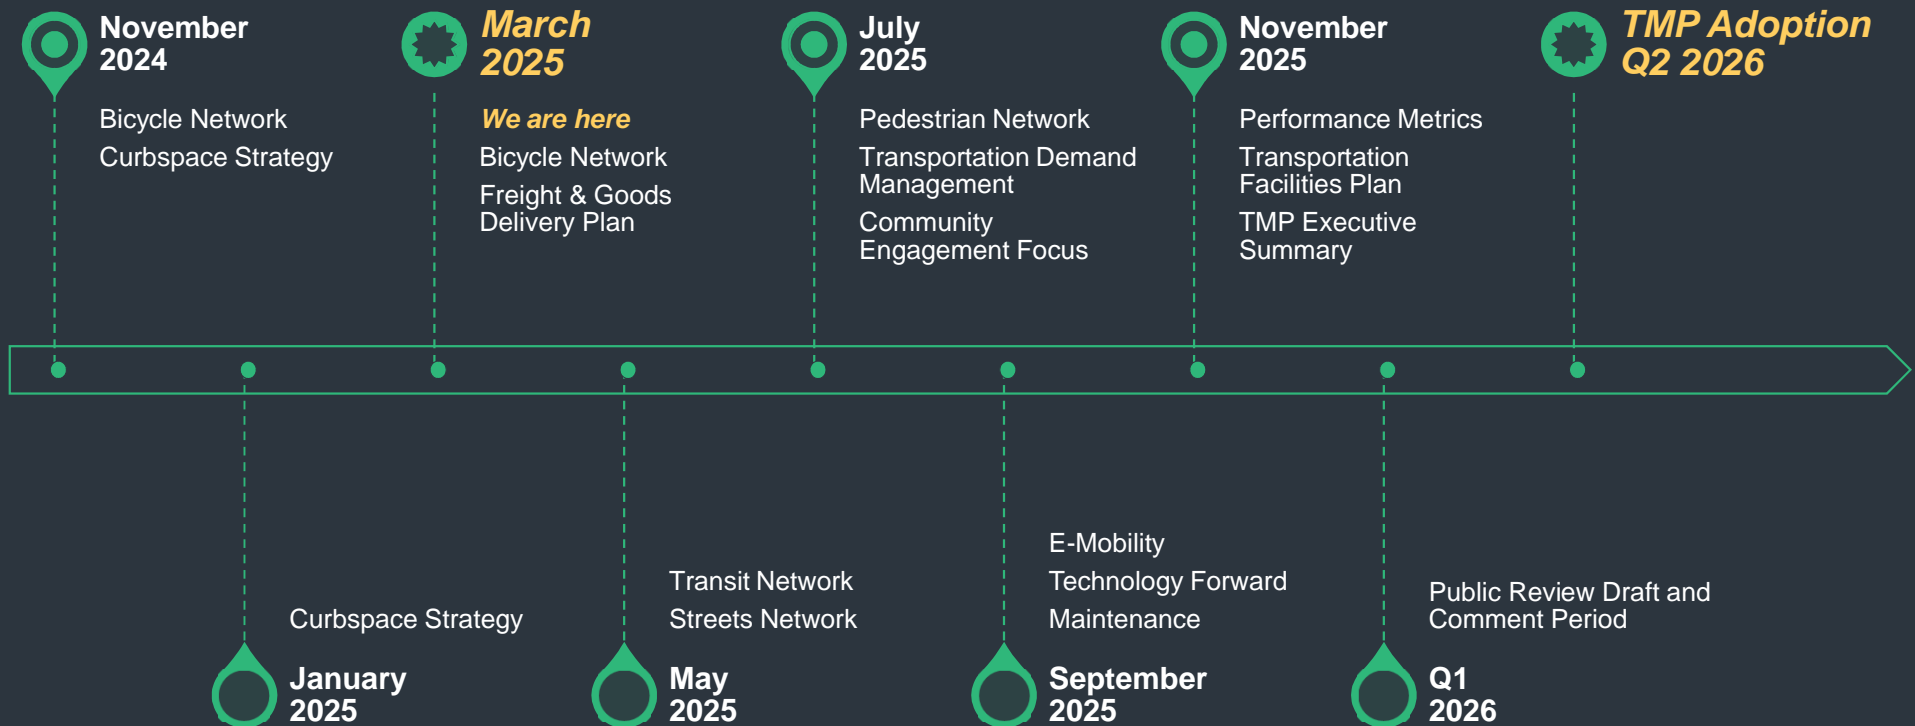 November
2024
Bicycle Network
Curbspace Strategy
March
2025
We are here
Bicycle Network
Freight & Goods
Delivery Plan
July
2025
Pedestrian Network
Transportation Demand
Management
Community
Engagement Focus
November
2025
Performance Metrics
Transportation
Facilities Plan
TMP Executive
Summary
TMP Adoption
Q2 2026
Curbspace Strategy
January
2025
Transit Network
Streets Network
May
2025
E-Mobility
Technology Forward
Maintenance
September
2025
Public Review Draft and
Comment Period
Q1
2026